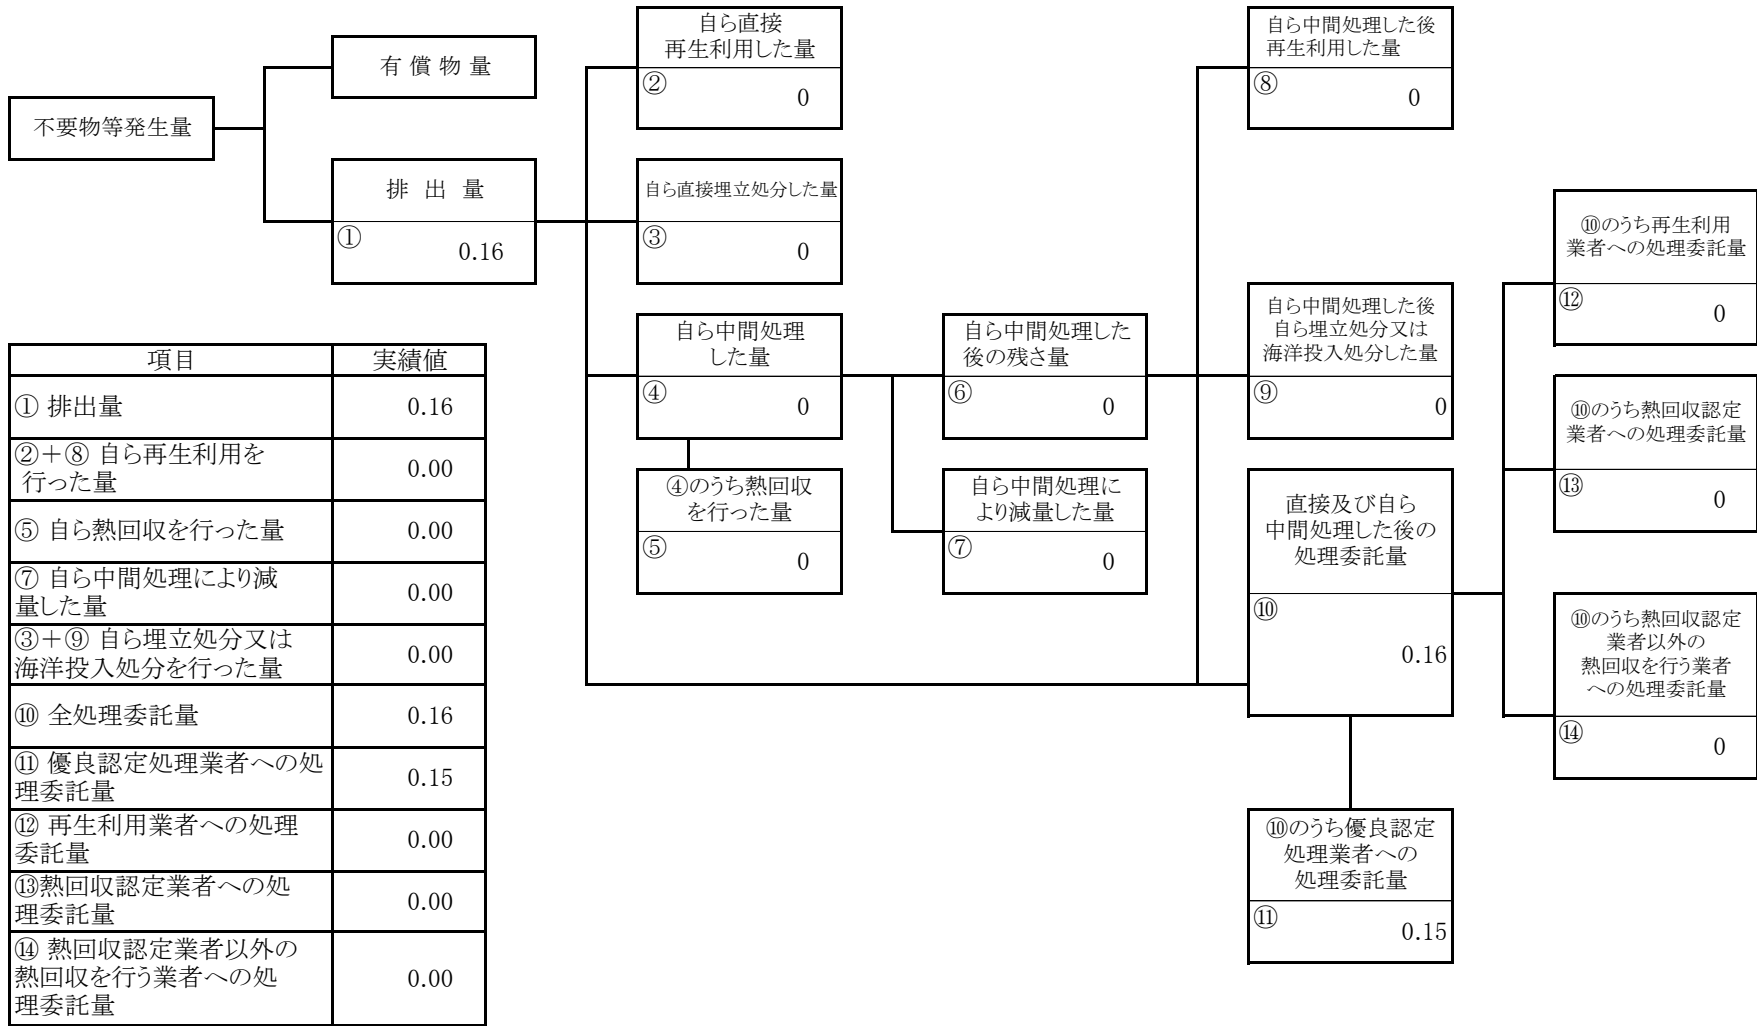 不要物等発生量
有 償 物 量
排 出 量
①
0.16
自ら直接
再生利用した量
②
0
自ら直接埋立処分した量
③
0
自ら中間処理
した量
④
0
④のうち熱回収
を行った量
⑤
0
自ら中間処理した
後の残さ量
⑥
0
自ら中間処理に
より減量した量
⑦
0
自ら中間処理した後
再生利用した量
⑧
0
自ら中間処理した後
自ら埋立処分又は
海洋投入処分した量
⑨
0
直接及び自ら
中間処理した後の
処理委託量
⑩
0.16
⑩のうち優良認定
処理業者への
処理委託量
⑪
0.15
⑩のうち再生利用
業者への処理委託量
⑫
0
⑩のうち熱回収認定
業者への処理委託量
⑬
0
⑩のうち熱回収認定
業者以外の
熱回収を行う業者
への処理委託量
⑭
0
項目 実績値
① 排出量 0.16
②＋⑧ 自ら再生利用を
行った量 0.00
⑤ 自ら熱回収を行った量 0.00
⑦ 自ら中間処理により減
量した量 0.00
③＋⑨ 自ら埋立処分又は
海洋投入処分を行った量 0.00
⑩ 全処理委託量 0.16
⑪ 優良認定処理業者への処
理委託量 0.15
⑫ 再生利用業者への処理
委託量 0.00
⑬熱回収認定業者への処
理委託量 0.00
⑭ 熱回収認定業者以外の
熱回収を行う業者への処
理委託量 0.00